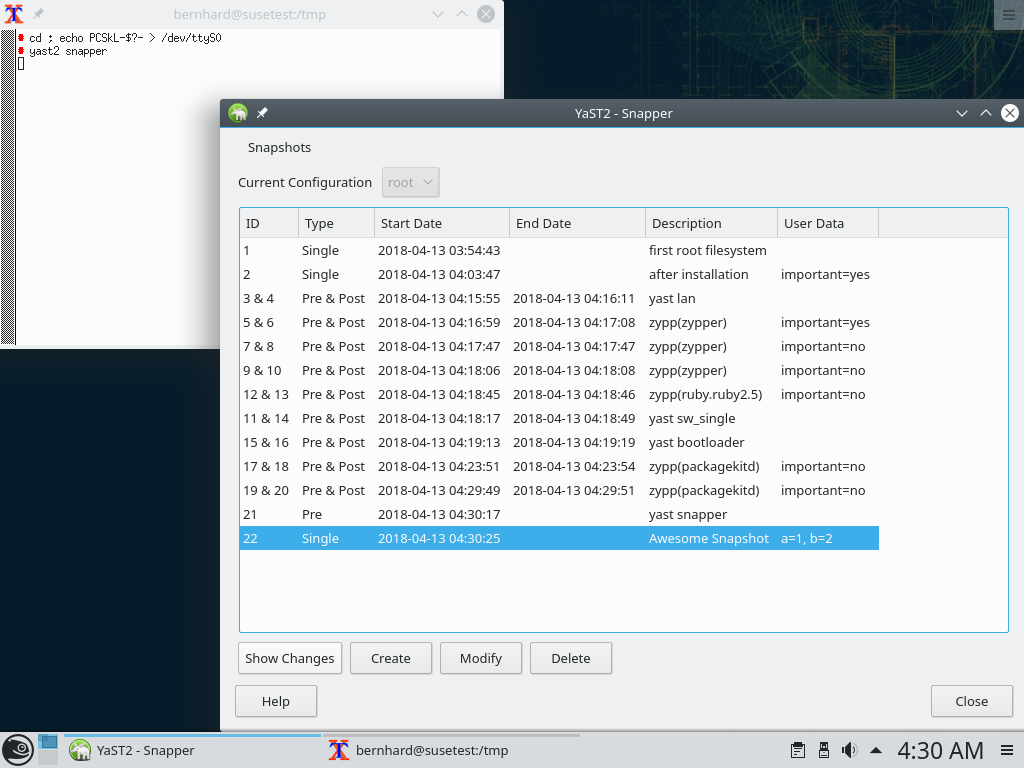 bernhard@susetest:/tmp
# cd ; echo PCSkL-$?- > /dev/ttyS0
# yast2 snapper
YaST2 - Snapper
Snapshots
Current Configuration root
ID Type Start Date End Date Description User Data
1 Single 2018-04-13 03:54:43 first root filesystem
2 Single 2018-04-13 04:03:47 after installation important=yes
3 & 4 Pre & Post 2018-04-13 04:15:55 2018-04-13 04:16:11 yast lan
5 & 6 Pre & Post 2018-04-13 04:16:59 2018-04-13 04:17:08 zypp(zypper) important=yes
7 & 8 Pre & Post 2018-04-13 04:17:47 2018-04-13 04:17:47 zypp(zypper) important=no
9 & 10 Pre & Post 2018-04-13 04:18:06 2018-04-13 04:18:08 zypp(zypper) important=no
12 & 13 Pre & Post 2018-04-13 04:18:45 2018-04-13 04:18:46 zypp(ruby.ruby2.5) important=no
11 & 14 Pre & Post 2018-04-13 04:18:17 2018-04-13 04:18:49 yast sw_single
15 & 16 Pre & Post 2018-04-13 04:19:13 2018-04-13 04:19:19 yast bootloader
17 & 18 Pre & Post 2018-04-13 04:23:51 2018-04-13 04:23:54 zypp(packagekitd) important=no
19 & 20 Pre & Post 2018-04-13 04:29:49 2018-04-13 04:29:51 zypp(packagekitd) important=no
21 Pre 2018-04-13 04:30:17 yast snapper
22 Single 2018-04-13 04:30:25 Awesome Snapshot a=1, b=2
Show Changes Create Modify Delete
Help Close
YaST2 - Snapper bernhard@susetest:/tmp 4:30 AM